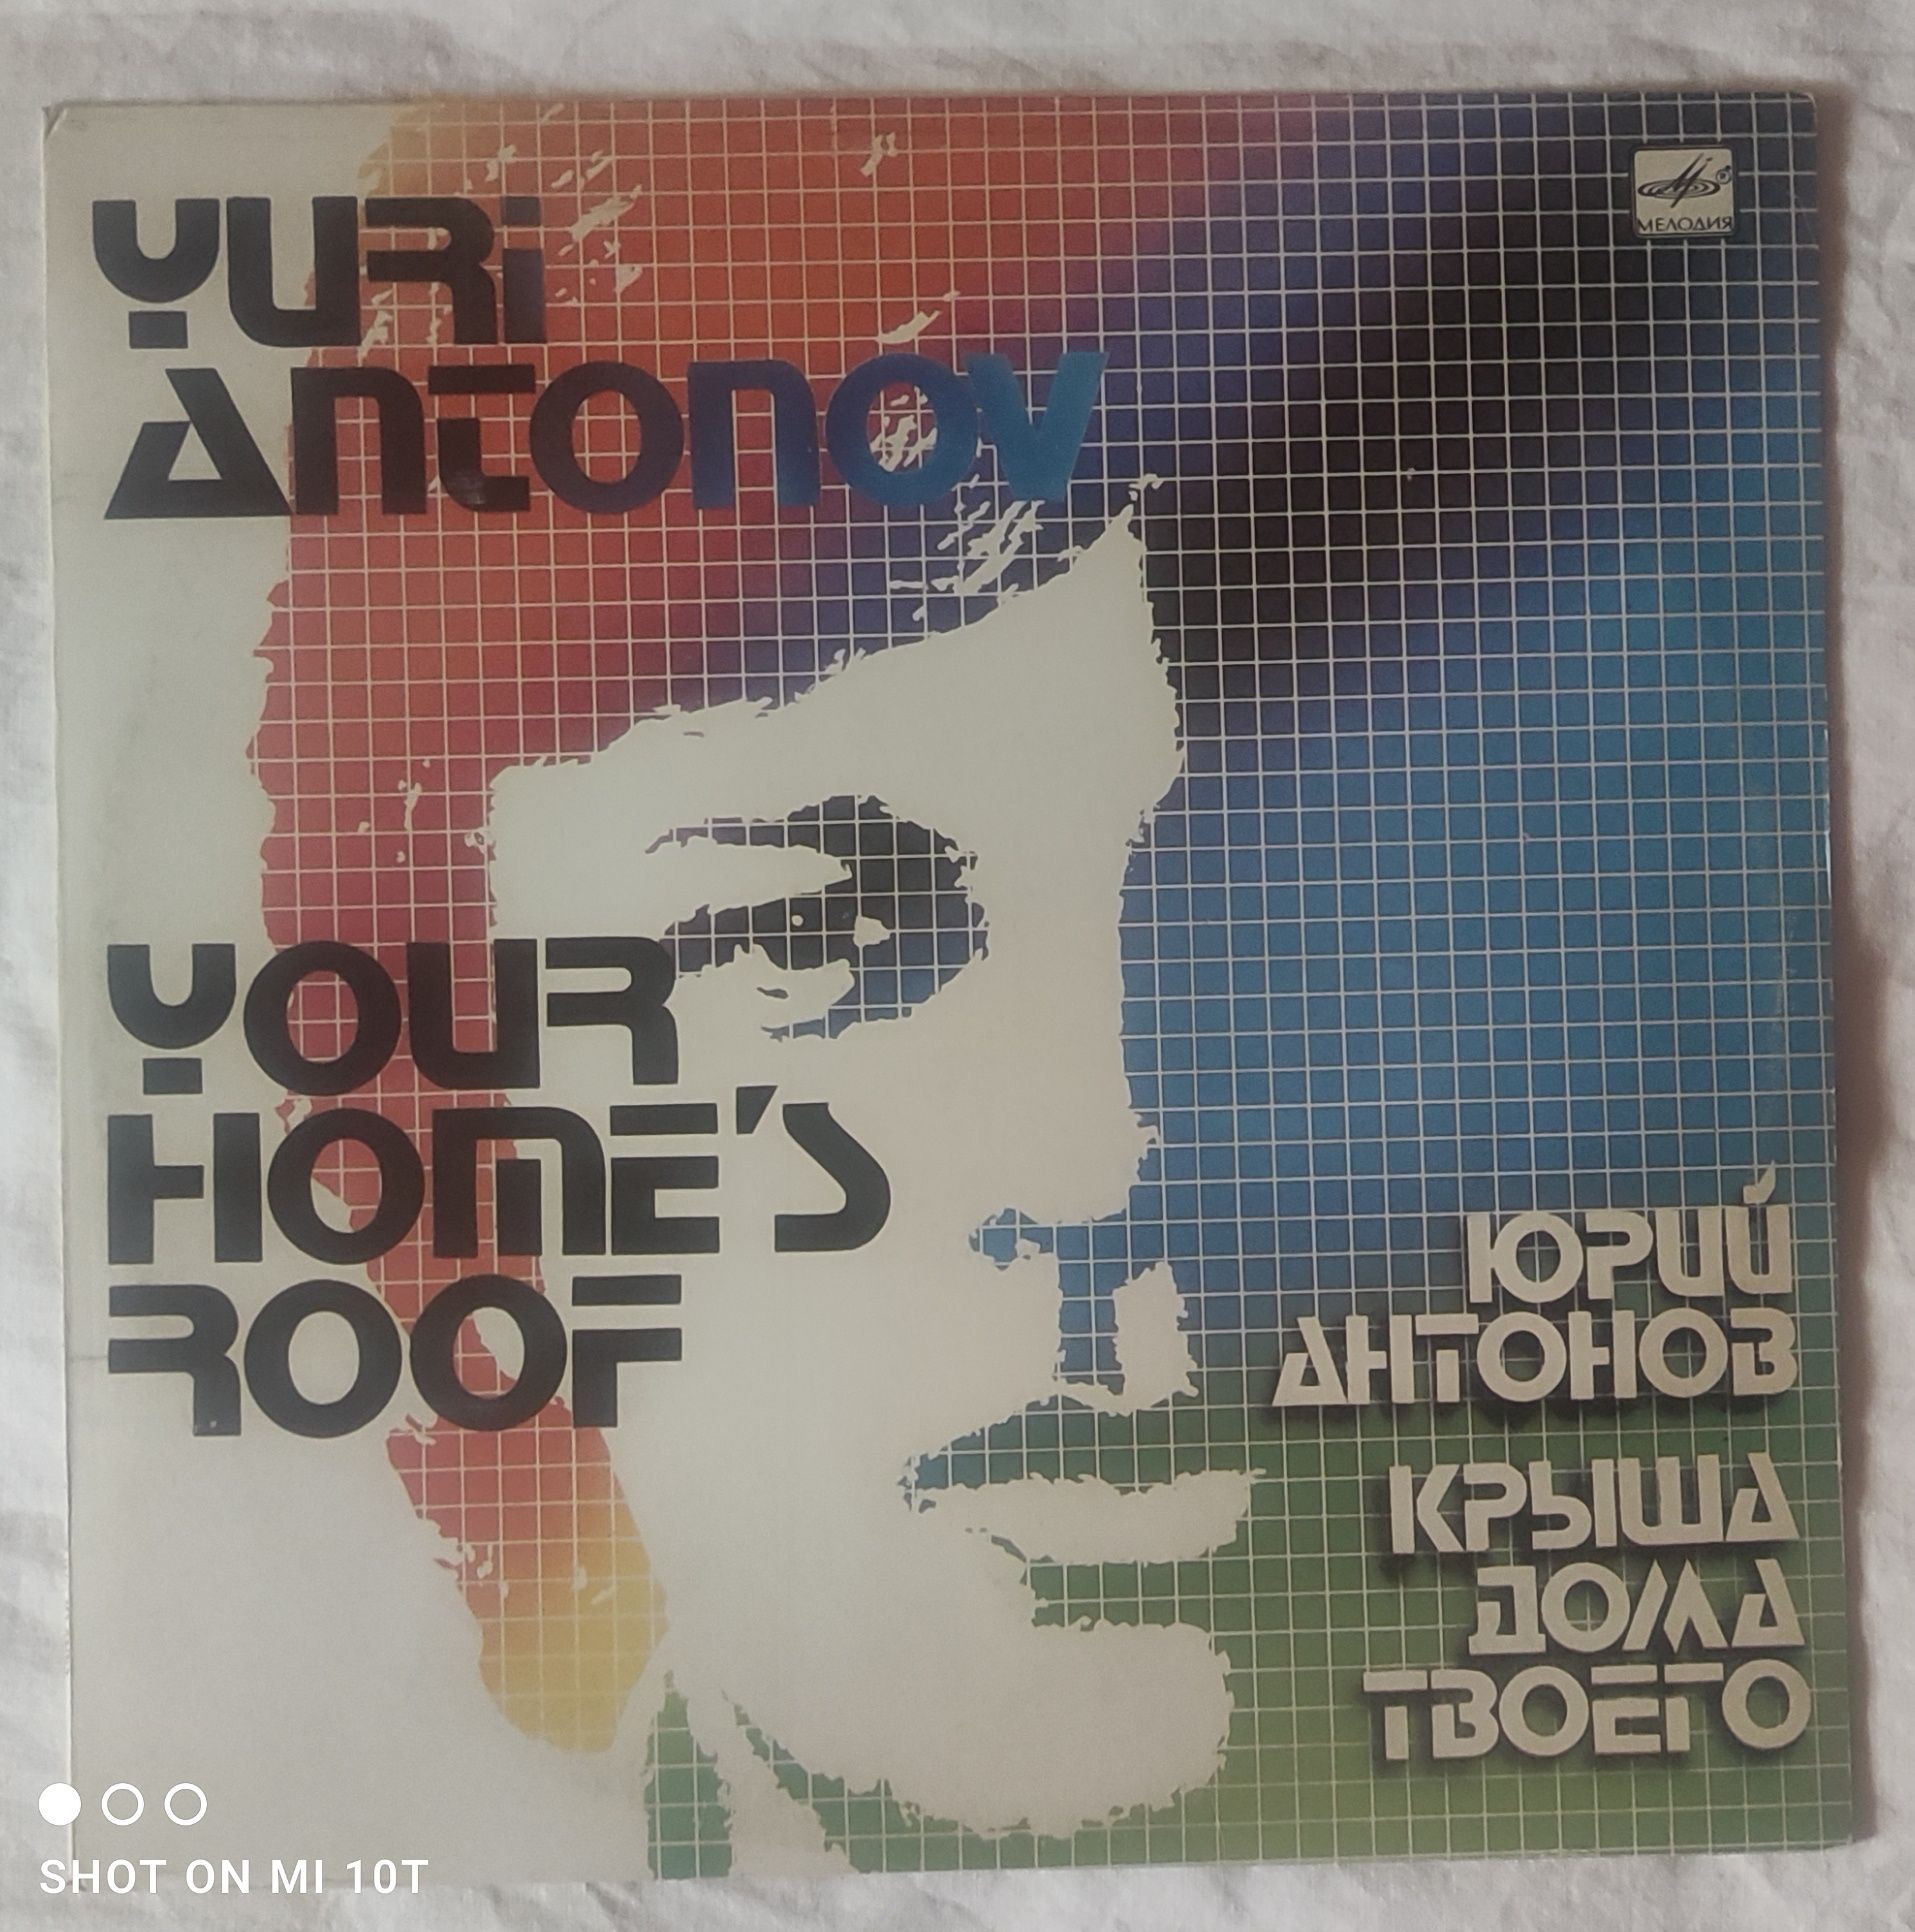 YURI
ANTONOV
МЕЛОДИЯ
YOUR
HOME'S
ROOF
ЮРИЙ
АНТОНОВ
КРЫША
ДОМА
ТВОЕГО
SHOT ON MI 10T